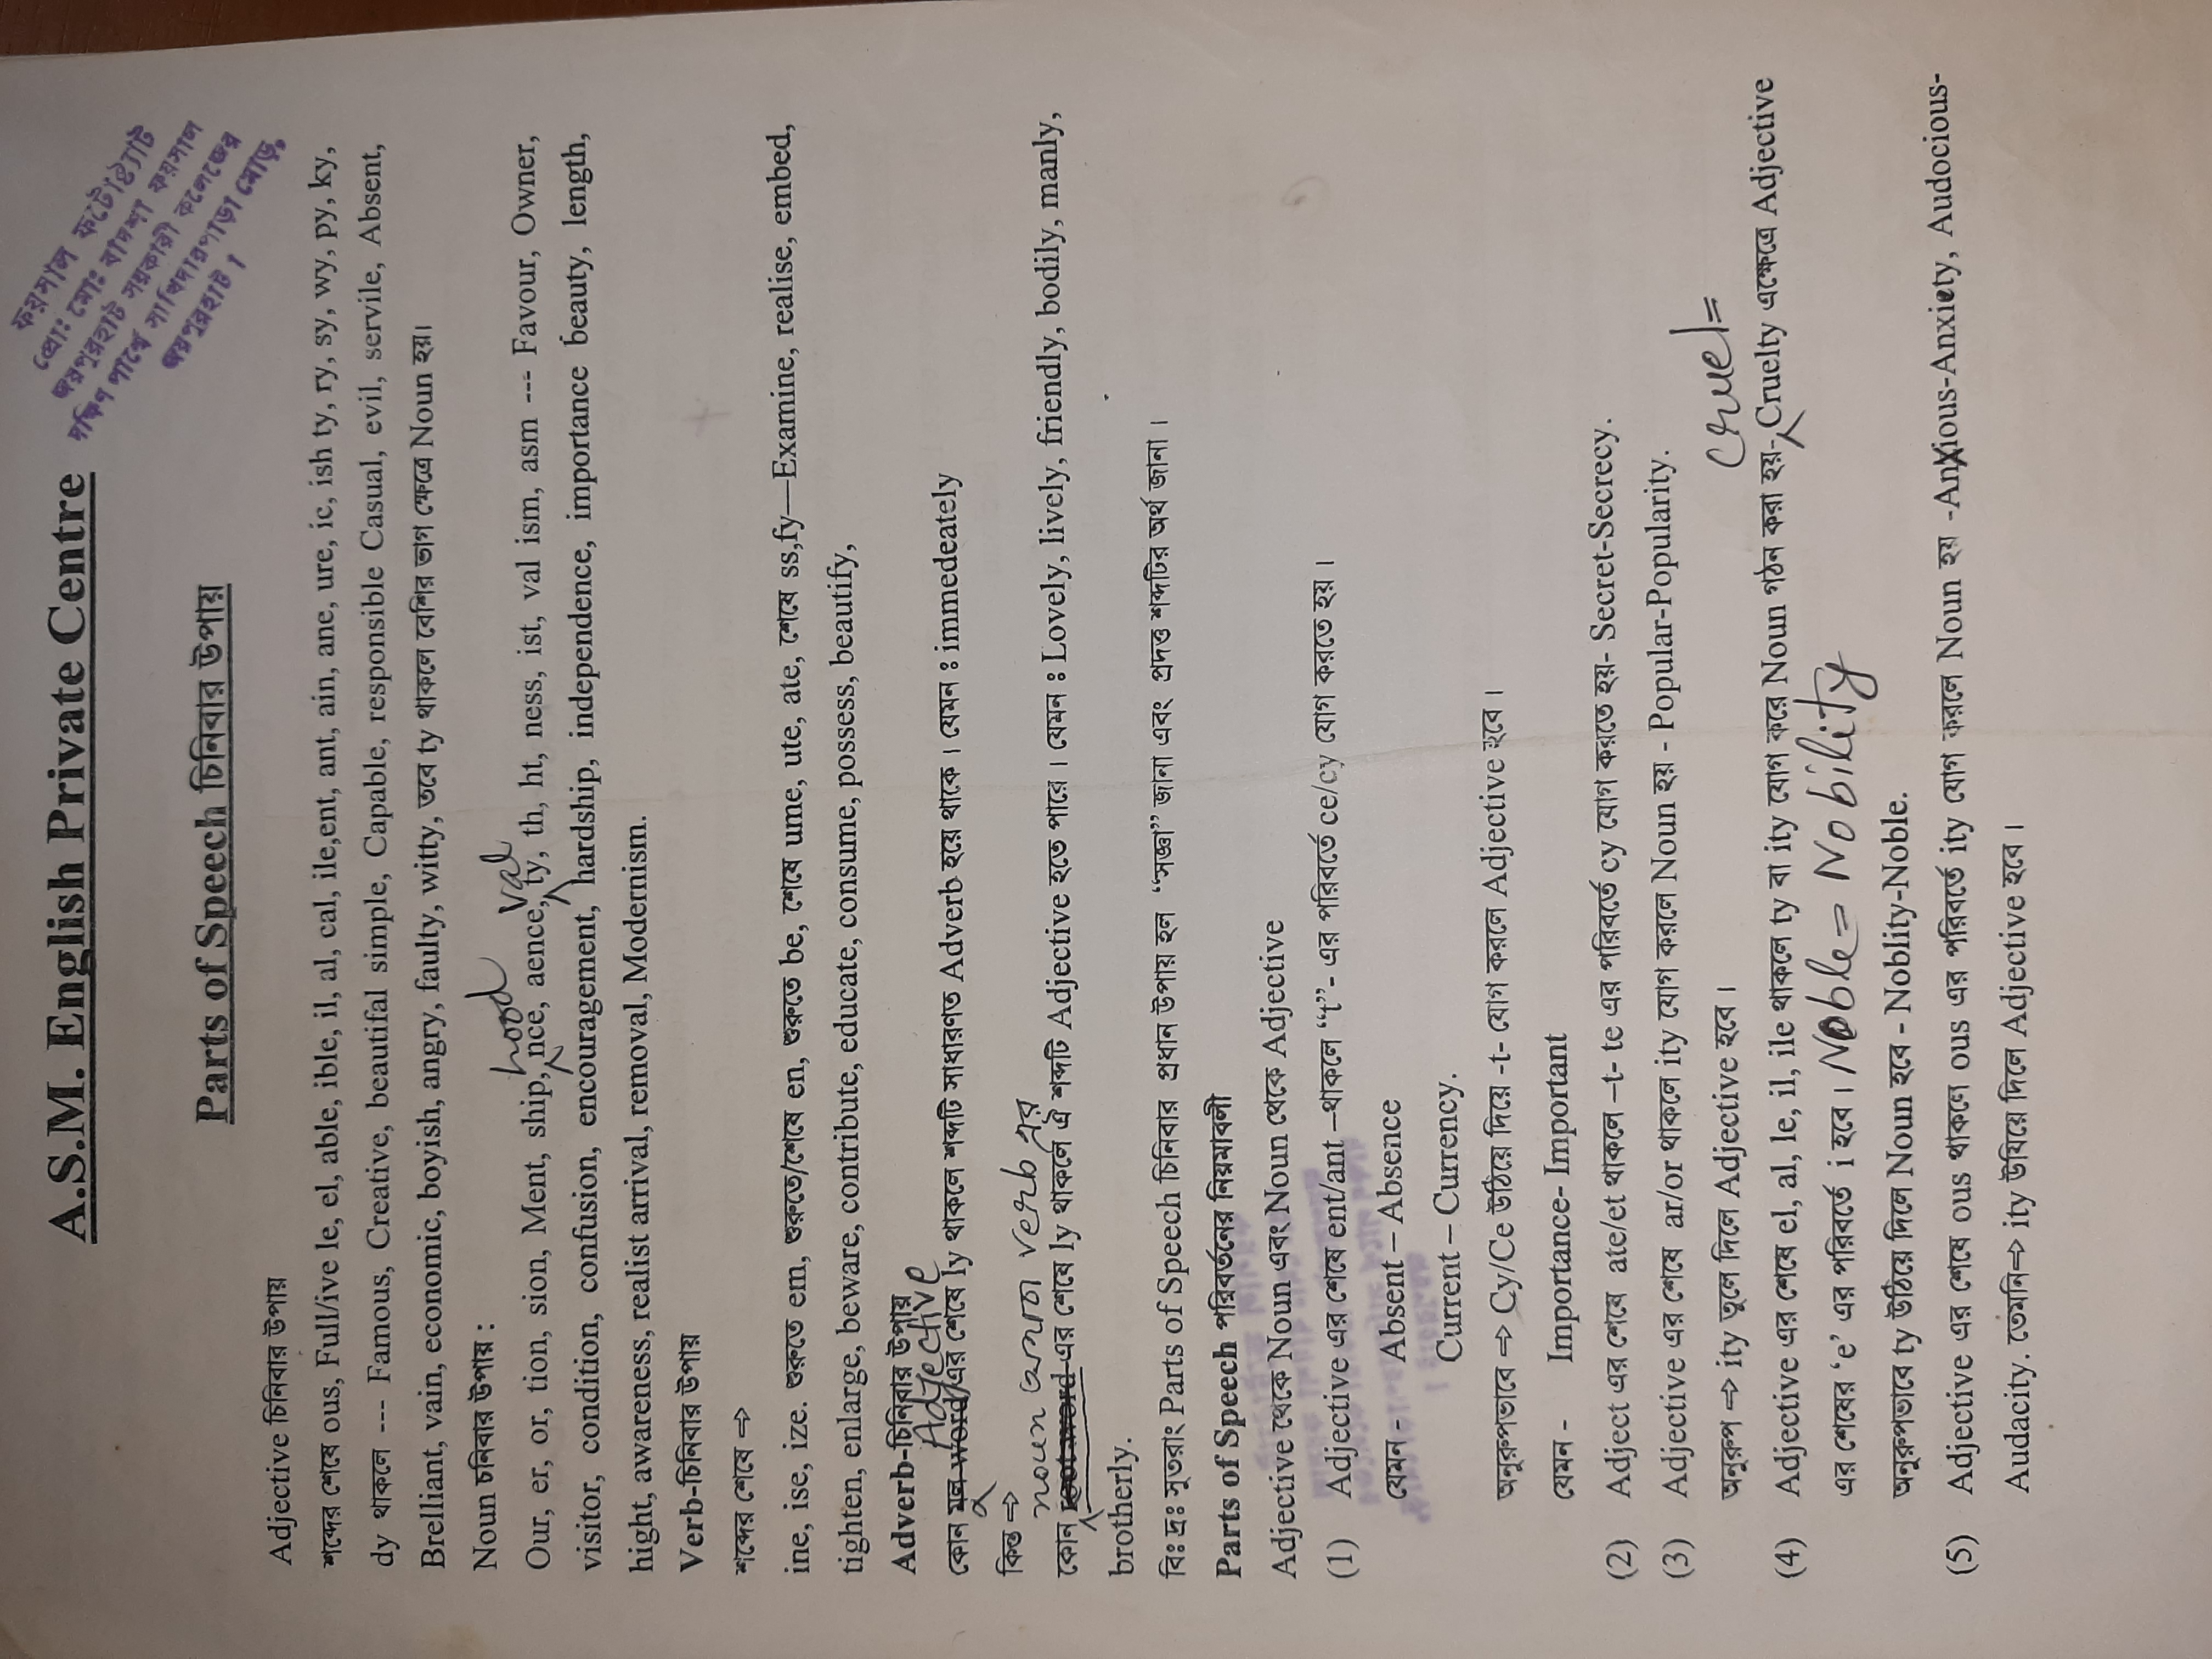 A.S.M. English Private Centre
ফয়সাল ফটোষ্ট্যাট
প্রোঃ মোঃ বাদশা ফয়সাল
জয়পুরহাট সরকারী কলেজের
দক্ষিণ পার্শ্বে সাখিদারপাড়া মোড়,
জয়পুরহাট।
Parts of Speech চিনিবার উপায়
Adjective চিনিবার উপায়
শব্দের শেষে ous, Full/ive le, el, able, ible, il, al, cal, ile,ent, ant, ain, ane, ure, ic, ish ty, ry, sy, wy, py, ky,
dy থাকলে --- Famous, Creative, beautifal simple, Capable, responsible Casual, evil, servile, Absent,
Brelliant, vain, economic, boyish, angry, faulty, witty, তবে ty থাকলে বেশির ভাগ ক্ষেত্রে Noun হয়।
Noun চনিবার উপায় :
hood val
Our, er, or, tion, sion, Ment, ship, nce, aence, ty, th, ht, ness, ist, val ism, asm --- Favour, Owner,
visitor, condition, confusion, encouragement, hardship, independence, importance beauty, length,
hight, awareness, realist arrival, removal, Modernism.
Verb-চিনিবার উপায়
শব্দের শেষে ⇨
ine, ise, ize. শুরুতে em, শুরুতে/শেষে en, শুরুতে be, শেষে ume, ute, ate, শেষে ss,fy—Examine, realise, embed,
tighten, enlarge, beware, contribute, educate, consume, possess, beautify,
Adverb-চিনিবার উপায়
Adjective
কোন মূল word/এর শেষে ly থাকলে শব্দটি সাধারণত Adverb হয়ে থাকে। যেমন ঃ immedeately
কিন্তু ⇨
noun অথবা verb এর
কোন root word-এর শেষে ly থাকলে ঐ শব্দটি Adjective হতে পারে। যেমন ঃ Lovely, lively, friendly, bodily, manly,
brotherly.
বিঃ দ্রঃ সুতরাং Parts of Speech চিনিবার প্রধান উপায় হল “সজ্ঞা” জানা এবং প্রদত্ত শব্দটির অর্থ জানা।
Parts of Speech পরিবর্তনের নিয়মাবলী
Adjective থেকে Noun এবং Noun থেকে Adjective
(1) Adjective এর শেষে ent/ant –থাকলে “t”- এর পরিবর্তে ce/cy যোগ করতে হয়।
যেমন - Absent – Absence
Current – Currency.
অনুরুপভাবে ⇨ Cy/Ce উঠিয়ে দিয়ে -t- যোগ করলে Adjective হবে।
যেমন - Importance- Important
(2) Adject এর শেষে ate/et থাকলে –t- te এর পরিবর্তে cy যোগ করতে হয়- Secret-Secrecy.
(3) Adjective এর শেষে ar/or থাকলে ity যোগ করলে Noun হয় - Popular-Popularity.
অনুরুপ ⇨ ity তুলে দিলে Adjective হবে।
Cruel=
(4) Adjective এর শেষে el, al, le, il, ile থাকলে ty বা ity যোগ করে Noun গঠন করা হয়- Cruelty এক্ষেত্রে Adjective
এর শেষের ‘e’ এর পরিবর্তে i হবে। Noble = Nobility
অনুরুপভাবে ty উঠিয়ে দিলে Noun হবে - Noblity-Noble.
(5) Adjective এর শেষে ous থাকলে ous এর পরিবর্তে ity যোগ করলে Noun হয় -Anxious-Anxiety, Audocious-
Audacity. তেমনি⇨ ity উযিয়ে দিলে Adjective হবে।